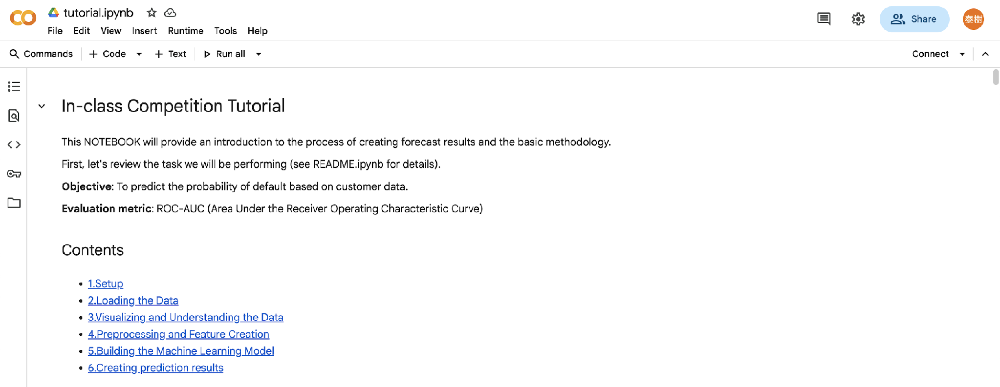 tutorial.ipynb
File Edit View Insert Runtime Tools Help
Share
泰樹
Commands + Code + Text Run all
Connect
In-class Competition Tutorial
This NOTEBOOK will provide an introduction to the process of creating forecast results and the basic methodology.
First, let's review the task we will be performing (see README.ipynb for details).
Objective: To predict the probability of default based on customer data.
Evaluation metric: ROC-AUC (Area Under the Receiver Operating Characteristic Curve)
Contents
• 1.Setup
• 2.Loading the Data
• 3.Visualizing and Understanding the Data
• 4.Preprocessing and Feature Creation
• 5.Building the Machine Learning Model
• 6.Creating prediction results